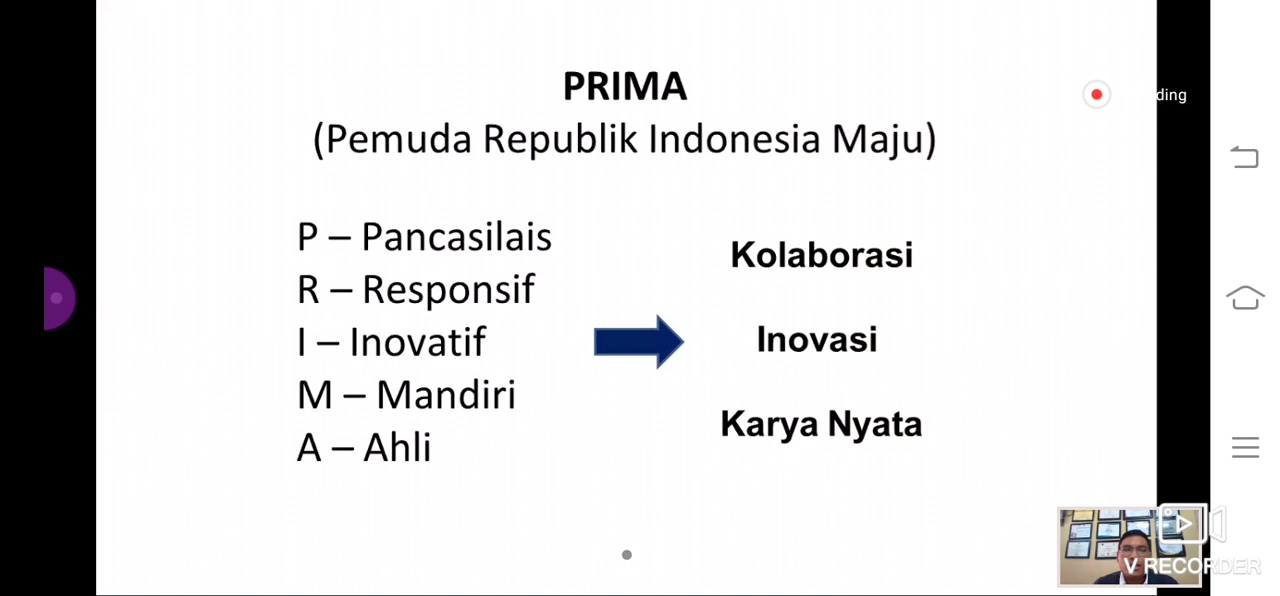 PRIMA
(Pemuda Republik Indonesia Maju)
ding
P – Pancasilais
R – Responsif
I – Inovatif
M – Mandiri
A – Ahli
Kolaborasi
Inovasi
Karya Nyata
V RECORDER